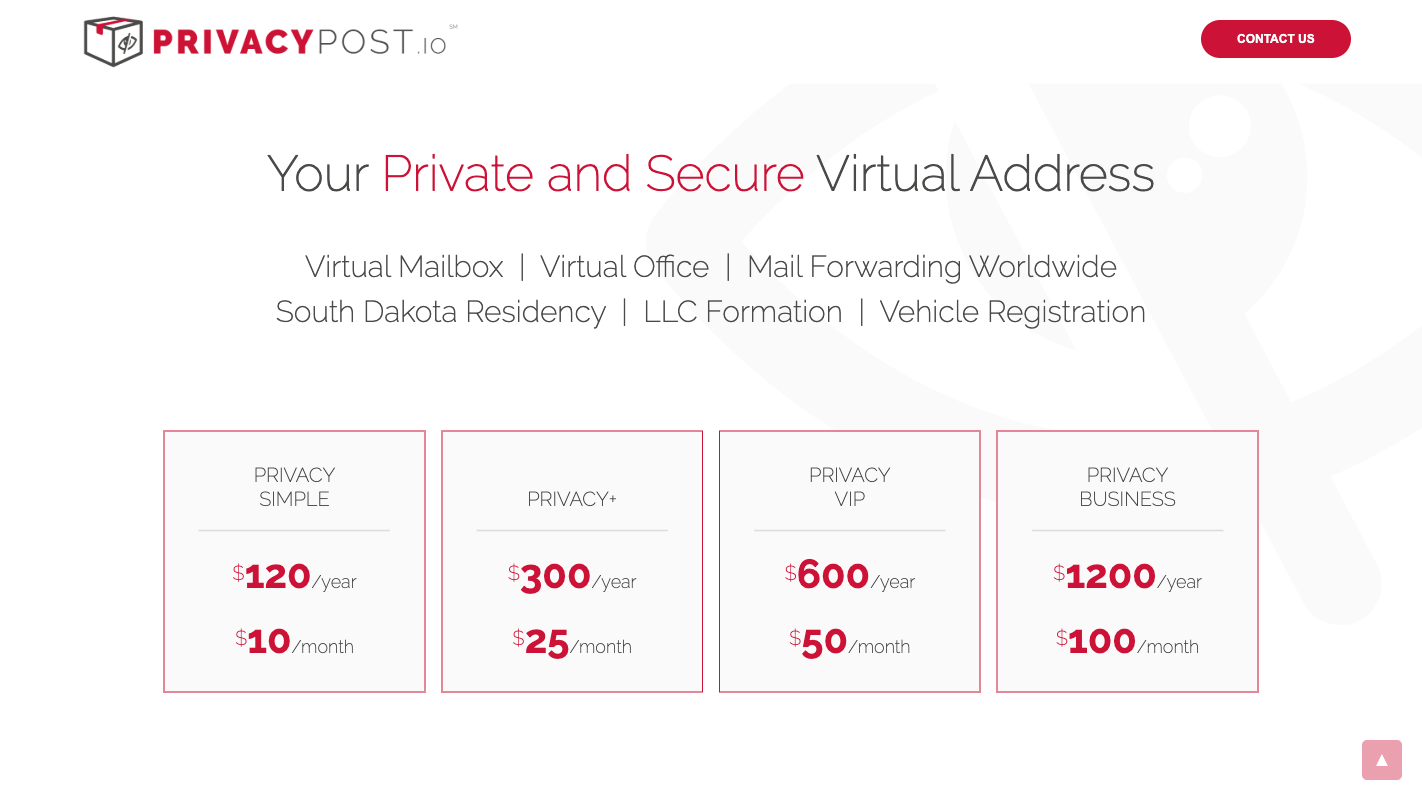 PRIVACYPOST.IO SM
CONTACT US
Your Private and Secure Virtual Address
Virtual Mailbox | Virtual Office | Mail Forwarding Worldwide
South Dakota Residency | LLC Formation | Vehicle Registration
PRIVACY
SIMPLE
$120/year
$10/month
PRIVACY+
$300/year
$25/month
PRIVACY
VIP
$600/year
$50/month
PRIVACY
BUSINESS
$1200/year
$100/month